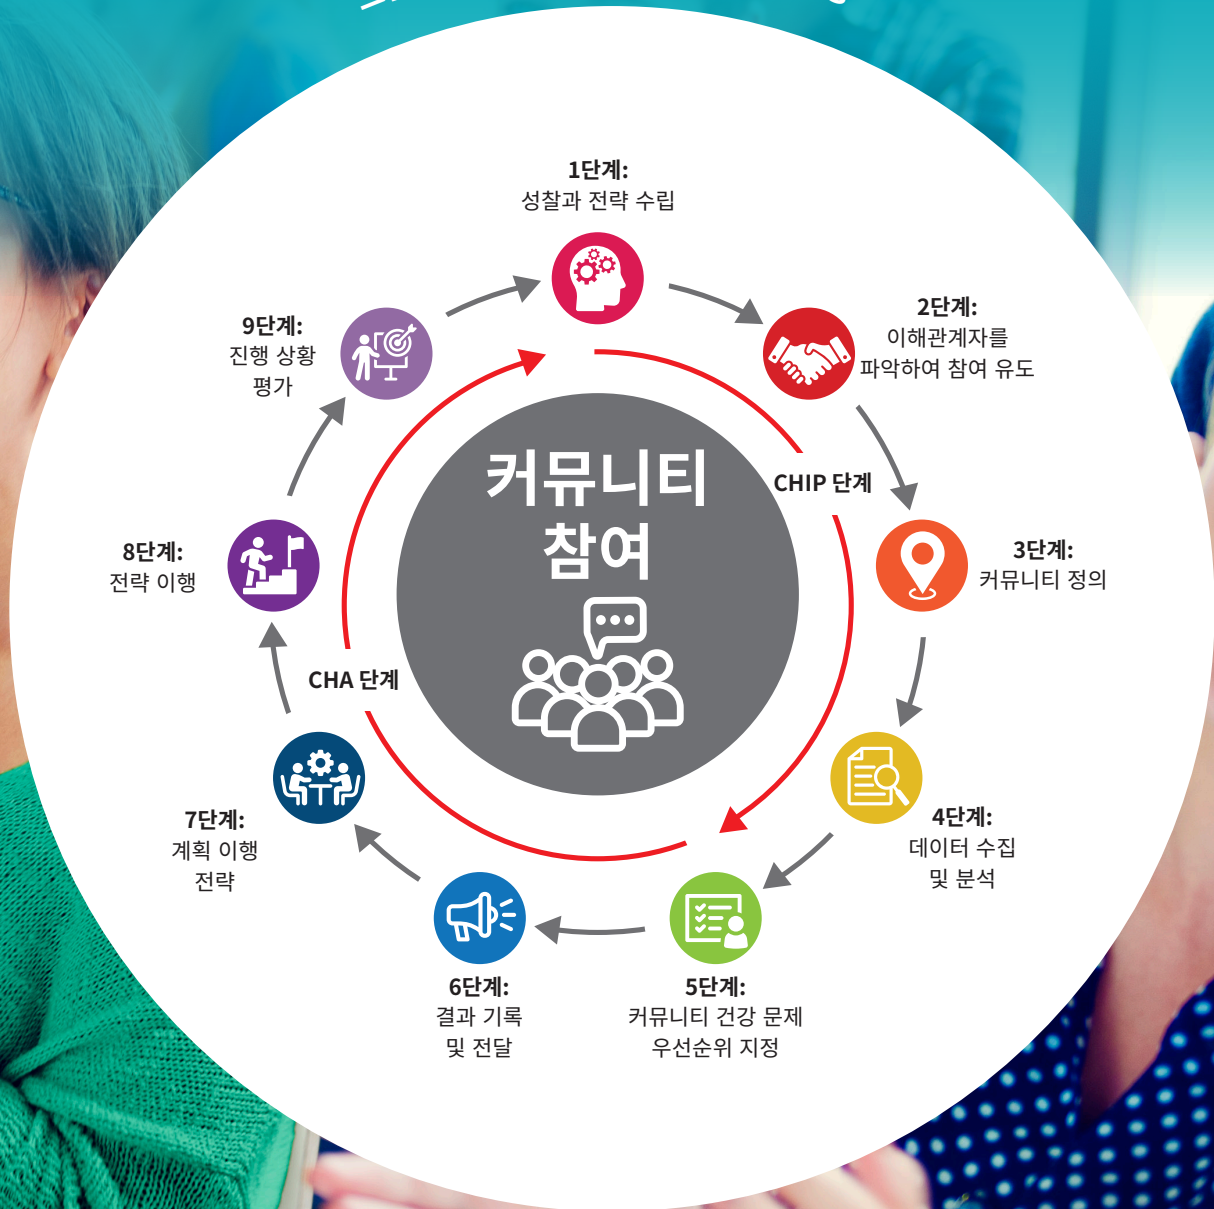 1단계:
성찰과 전략 수립
2단계:
이해관계자를
파악하여 참여 유도
3단계:
커뮤니티 정의
4단계:
데이터 수집
및 분석
5단계:
커뮤니티 건강 문제
우선순위 지정
6단계:
결과 기록
및 전달
7단계:
계획 이행
전략
8단계:
전략 이행
9단계:
진행 상황
평가
커뮤니티
참여
CHIP 단계
CHA 단계